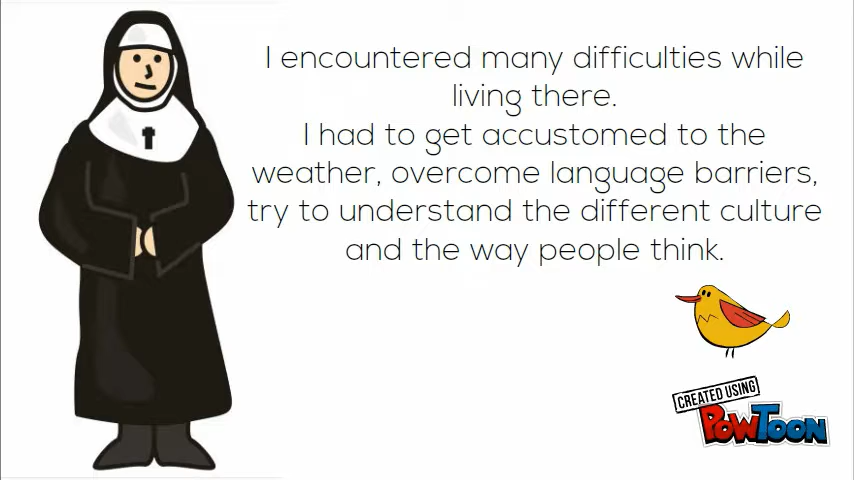 I encountered many difficulties while
living there.
I had to get accustomed to the
weather, overcome language barriers,
try to understand the different culture
and the way people think.
CREATED USING
POWTOON